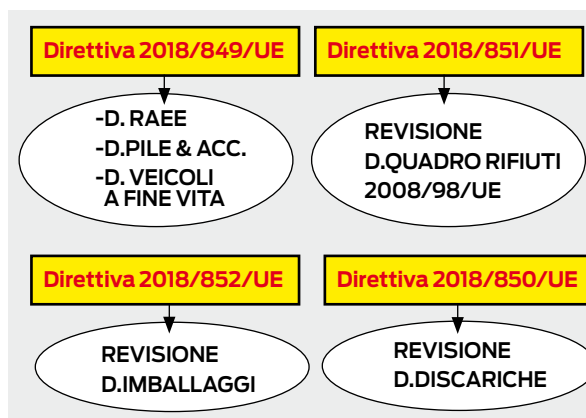 Direttiva 2018/849/UE
-D. RAEE
-D.PILE & ACC.
-D. VEICOLI
A FINE VITA
Direttiva 2018/851/UE
REVISIONE
D.QUADRO RIFIUTI
2008/98/UE
Direttiva 2018/852/UE
REVISIONE
D.IMBALLAGGI
Direttiva 2018/850/UE
REVISIONE
D.DISCARICHE